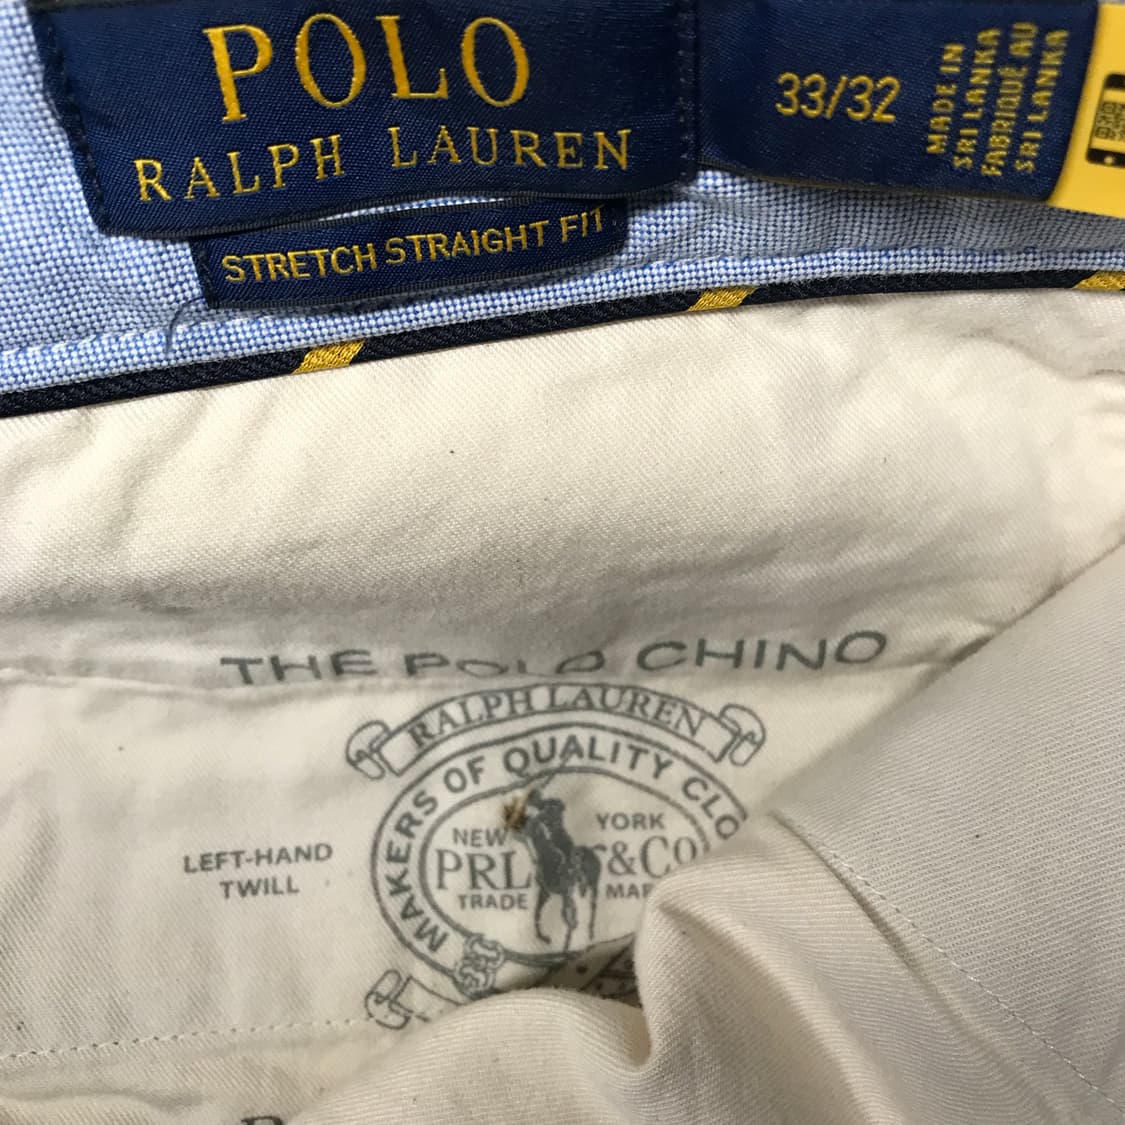 POLO
RALPH LAUREN
STRETCH STRAIGHT FIT
33/32
MADE IN
SRI LANKA
FABRIQUÉ AU
SRI LANKA
THE POLO CHINO
RALPH LAUREN
MAKERS OF QUALITY CLO
NEW YORK
PRL &Co
TRADE MAR
LEFT-HAND
TWILL